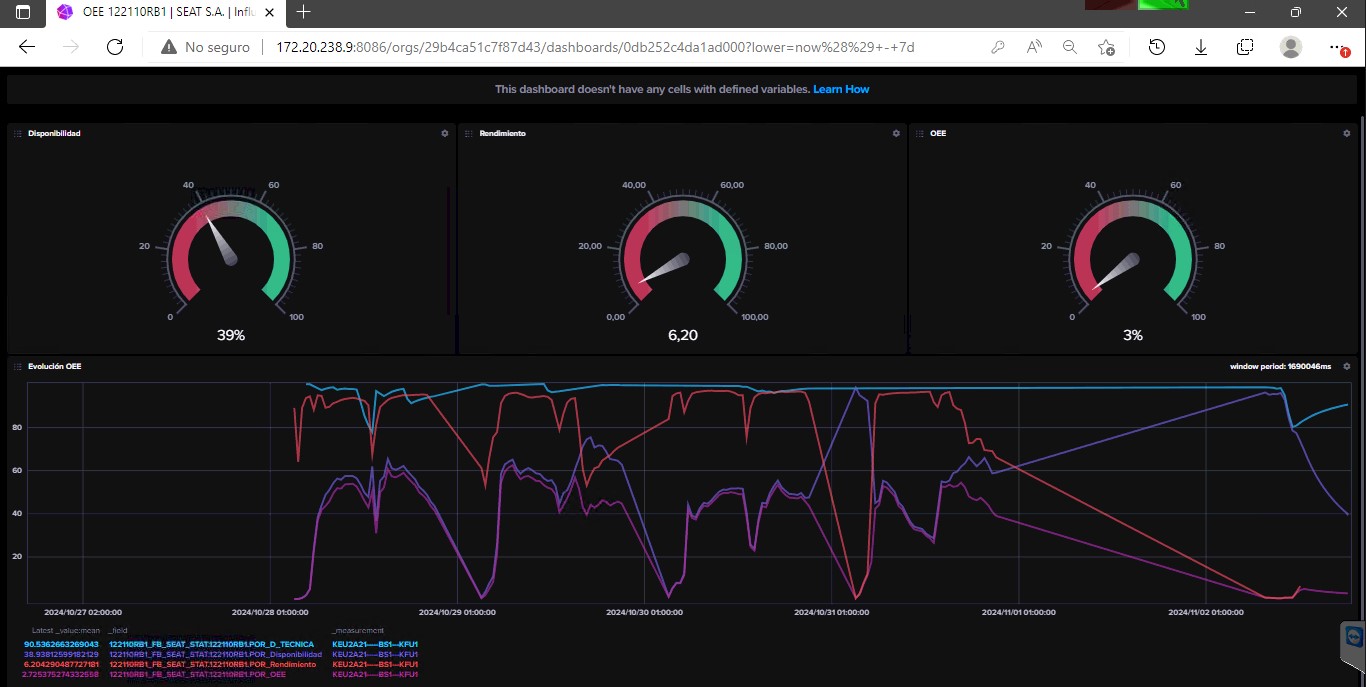 OEE 122110RB1 | SEAT S.A. | Influ
No seguro
172.20.238.9:8086/orgs/29b4ca51c7f87d43/dashboards/0db252c4da1ad000?lower=now%28%29+-+7d
This dashboard doesn't have any cells with defined variables. Learn How
Disponibilidad
Rendimiento
OEE
40 60
20 80
0 100
39%
40,00 60,00
20,00 80,00
0,00 100,00
6,20
40 60
20 80
0 100
3%
Evolución OEE
window period: 1690046ms
80
60
40
20
2024/10/27 02:00:00 2024/10/28 01:00:00 2024/10/29 01:00:00 2024/10/30 01:00:00 2024/10/31 01:00:00 2024/11/01 01:00:00 2024/11/02 01:00:00
Latest _value:mean _field _measurement
90.5362663269043 122110RB1_FB_SEAT_STAT.122110RB1.POR_D_TECNICA KEU2A21----BS1--KFU1
38.93812599182129 122110RB1_FB_SEAT_STAT.122110RB1.POR_Disponibilidad KEU2A21----BS1--KFU1
6.204290487727181 122110RB1_FB_SEAT_STAT.122110RB1.POR_Rendimiento KEU2A21----BS1--KFU1
2.725375274332558 122110RB1_FB_SEAT_STAT.122110RB1.POR_OEE KEU2A21----BS1--KFU1